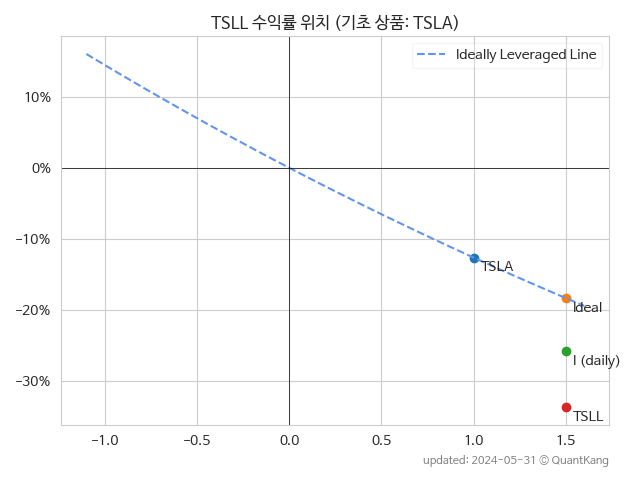 TSLL 수익률 위치 (기초 상품: TSLA)
Ideally Leveraged Line
10%
0%
−10%
−20%
−30%
TSLA
Ideal
I (daily)
TSLL
−1.0 −0.5 0.0 0.5 1.0 1.5
updated: 2024-05-31 © QuantKang